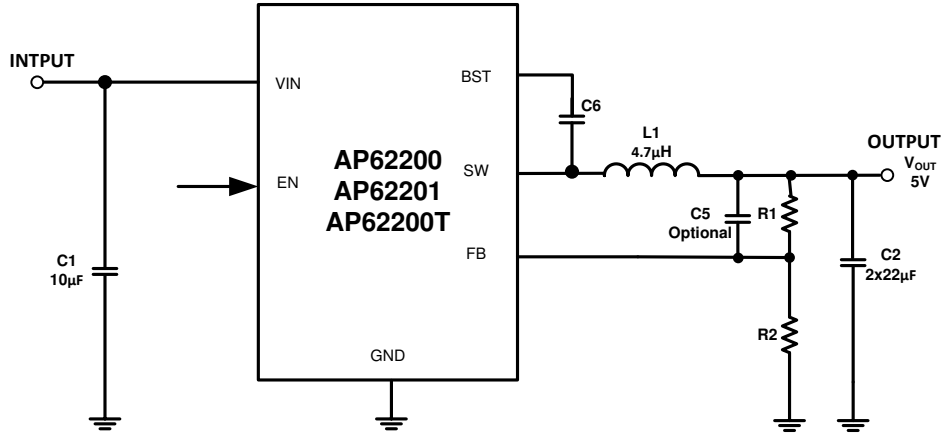 INTPUT
VIN
BST
C6
L1
4.7µH
OUTPUT
VOUT
5V
AP62200
AP62201
AP62200T
EN
SW
C5
Optional
R1
FB
C1
10µF
C2
2x22µF
R2
GND